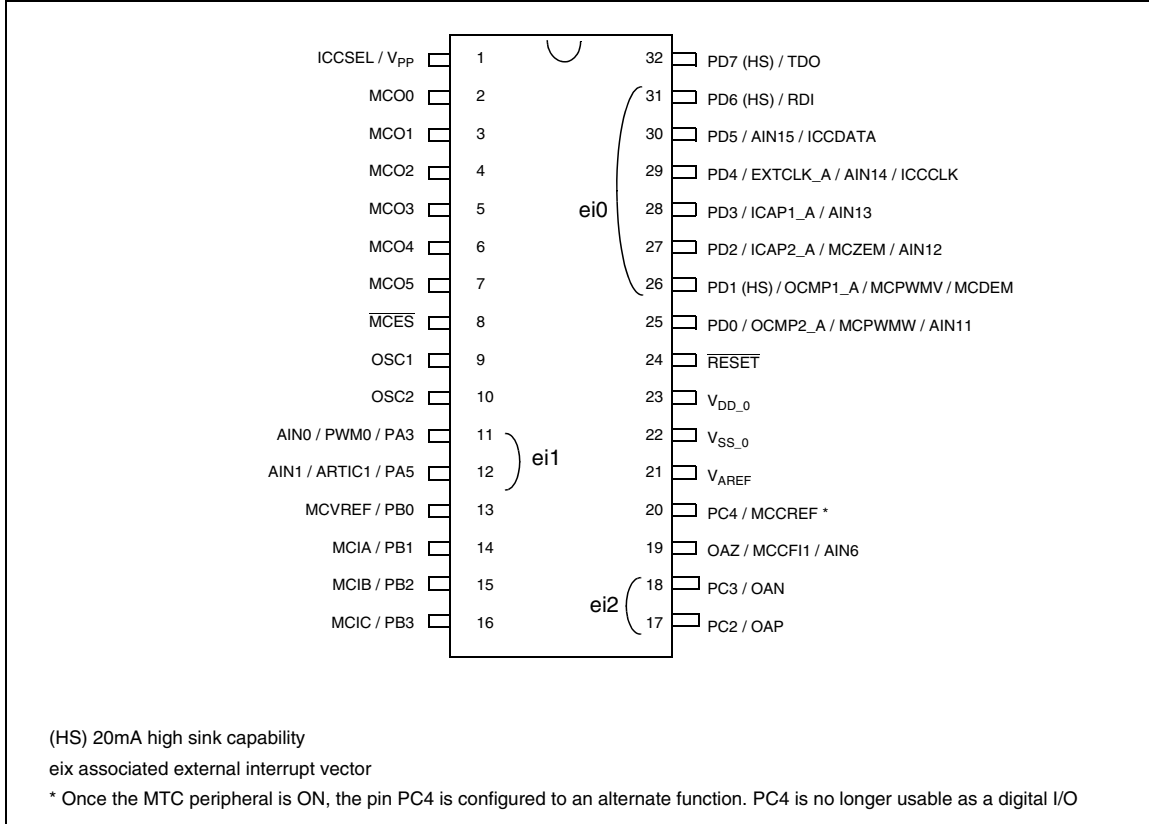 ICCSEL / VPP 1 32 PD7 (HS) / TDO
MCO0 2 31 PD6 (HS) / RDI
MCO1 3 30 PD5 / AIN15 / ICCDATA
MCO2 4 29 PD4 / EXTCLK_A / AIN14 / ICCCLK
MCO3 5 ei0 28 PD3 / ICAP1_A / AIN13
MCO4 6 27 PD2 / ICAP2_A / MCZEM / AIN12
MCO5 7 26 PD1 (HS) / OCMP1_A / MCPWMV / MCDEM
MCES 8 25 PD0 / OCMP2_A / MCPWMW / AIN11
OSC1 9 24 RESET
OSC2 10 23 VDD_0
AIN0 / PWM0 / PA3 11 ei1 22 VSS_0
AIN1 / ARTIC1 / PA5 12 21 VAREF
MCVREF / PB0 13 20 PC4 / MCCREF *
MCIA / PB1 14 19 OAZ / MCCFI1 / AIN6
MCIB / PB2 15 ei2 18 PC3 / OAN
MCIC / PB3 16 17 PC2 / OAP
(HS) 20mA high sink capability
eix associated external interrupt vector
* Once the MTC peripheral is ON, the pin PC4 is configured to an alternate function. PC4 is no longer usable as a digital I/O